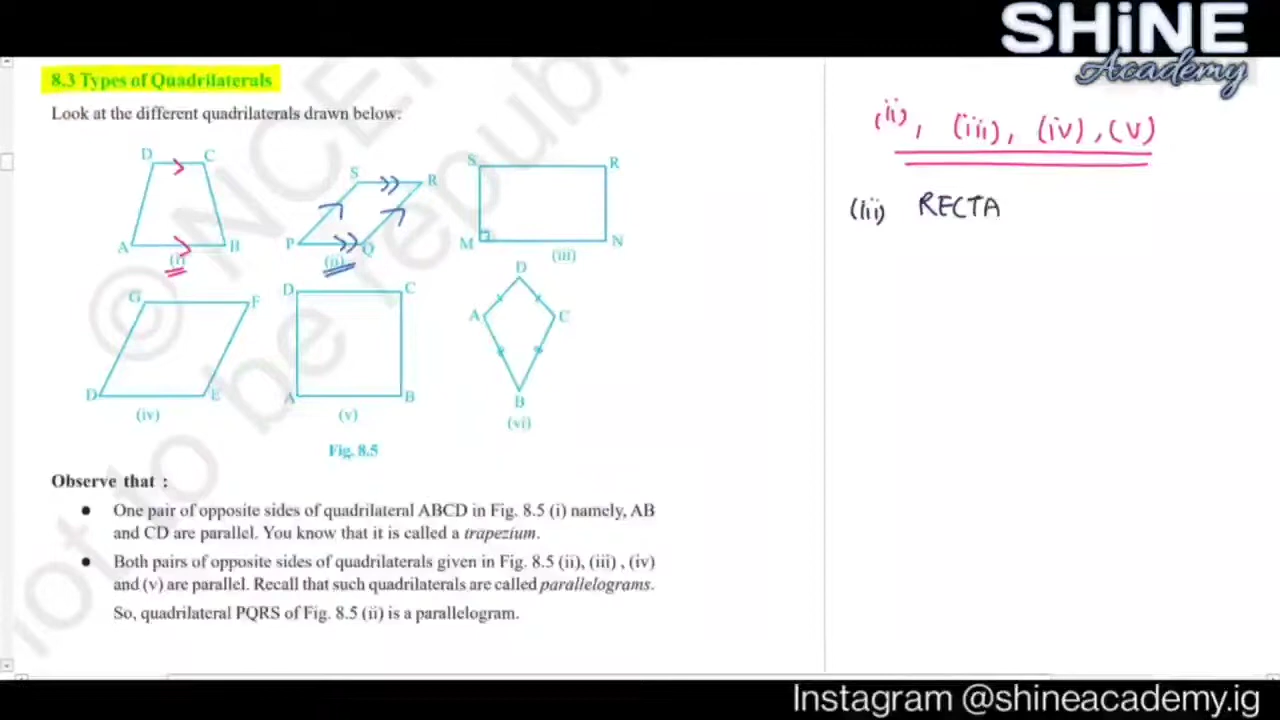 SHiNE
Academy
8.3 Types of Quadrilaterals
Look at the different quadrilaterals drawn below:
D C
A B
(i)
S R
P Q
(ii)
S R
M N
(iii)
G F
D E
(iv)
D C
A B
(v)
D
A C
B
(vi)
Fig. 8.5
Observe that :
● One pair of opposite sides of quadrilateral ABCD in Fig. 8.5 (i) namely, AB
and CD are parallel. You know that it is called a trapezium.
● Both pairs of opposite sides of quadrilaterals given in Fig. 8.5 (ii), (iii) , (iv)
and (v) are parallel. Recall that such quadrilaterals are called parallelograms.
So, quadrilateral PQRS of Fig. 8.5 (ii) is a parallelogram.
(ii), (iii), (iv), (v)
(iii) RECTA
Instagram @shineacademy.ig